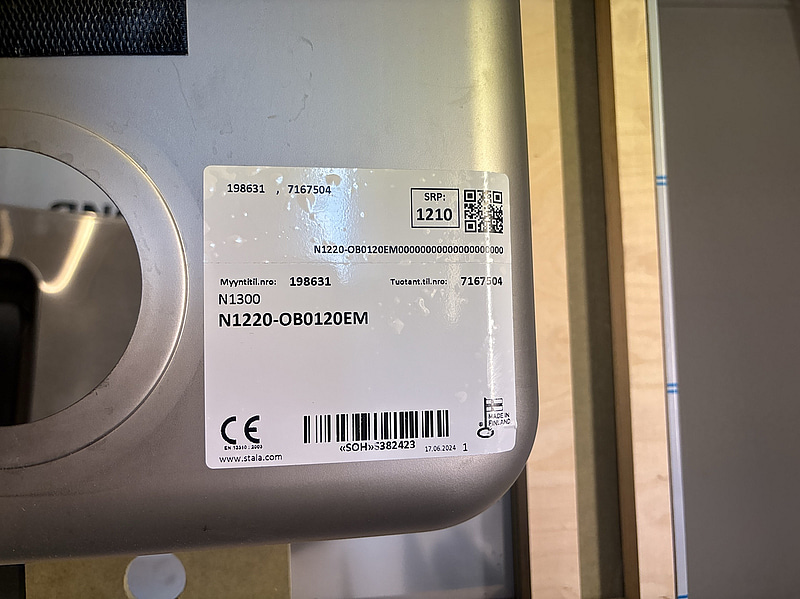 198631 , 7167504
SRP:
1210
N1220-OB0120EM00000000000000000000
Myyntitil.nro: 198631 Tuotant.til.nro: 7167504
N1300
N1220-OB0120EM
MADE IN
FINLAND
CE
EN 13310 : 2003
«SOH»S382423 17.06.2024 1
www.stala.com